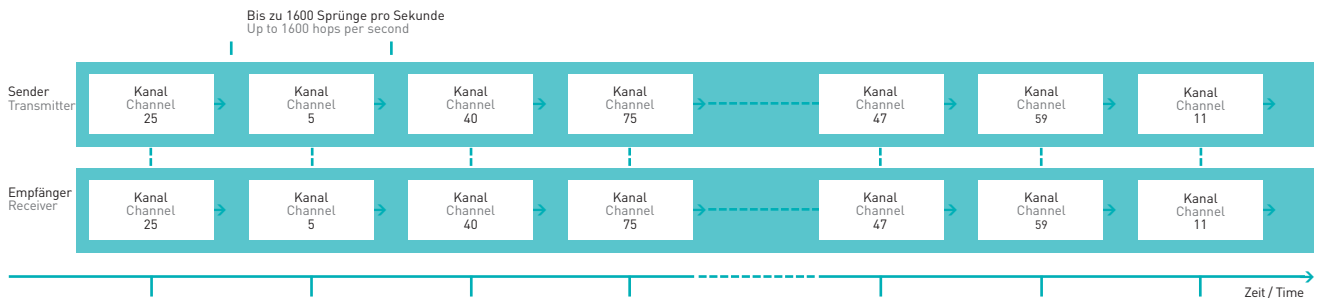 Bis zu 1600 Sprünge pro Sekunde
Up to 1600 hops per second
Sender
Transmitter
Kanal
Channel
25
Kanal
Channel
5
Kanal
Channel
40
Kanal
Channel
75
Kanal
Channel
47
Kanal
Channel
59
Kanal
Channel
11
Empfänger
Receiver
Kanal
Channel
25
Kanal
Channel
5
Kanal
Channel
40
Kanal
Channel
75
Kanal
Channel
47
Kanal
Channel
59
Kanal
Channel
11
Zeit / Time